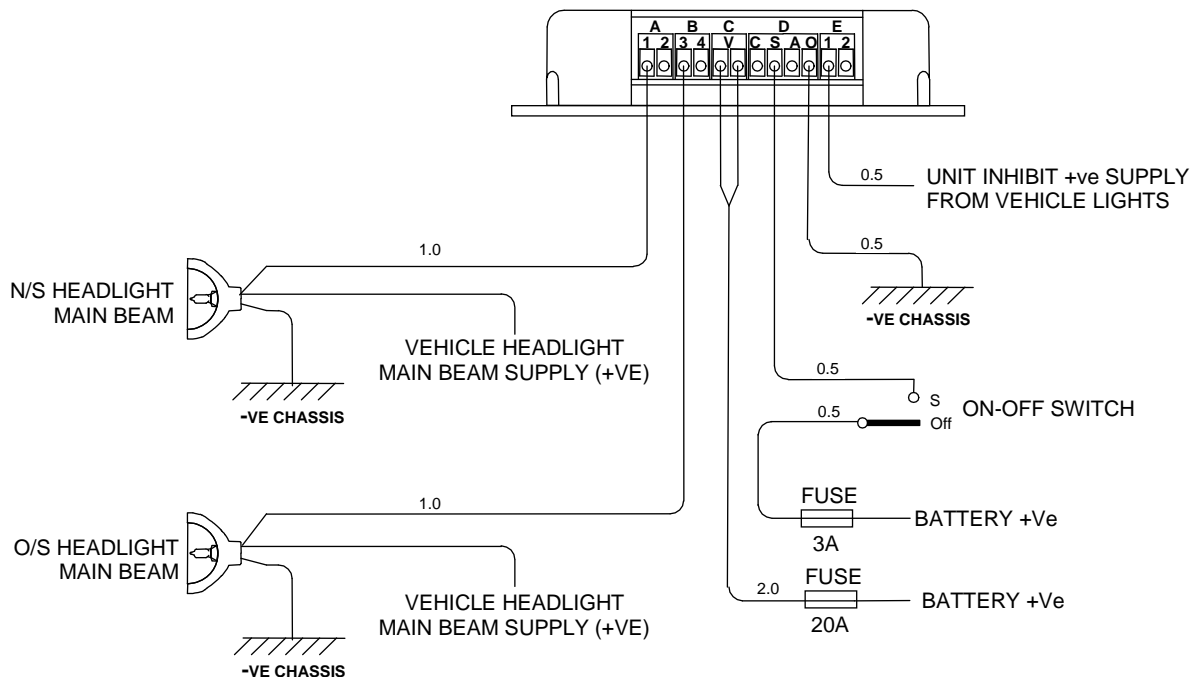 A B C D E
1 2 3 4 V C S A O 1 2
0.5
UNIT INHIBIT +ve SUPPLY
FROM VEHICLE LIGHTS
1.0
0.5
N/S HEADLIGHT
MAIN BEAM
-VE CHASSIS
VEHICLE HEADLIGHT
MAIN BEAM SUPPLY (+VE)
-VE CHASSIS
0.5
S
ON-OFF SWITCH
0.5
Off
FUSE
1.0
BATTERY +Ve
3A
O/S HEADLIGHT
MAIN BEAM
FUSE
2.0
BATTERY +Ve
20A
VEHICLE HEADLIGHT
MAIN BEAM SUPPLY (+VE)
-VE CHASSIS